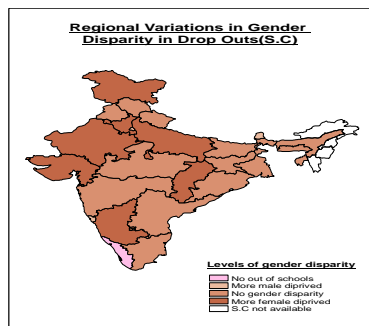 Regional Variations in Gender
Disparity in Drop Outs(S.C)
Levels of gender disparity
No out of schools
More male diprived
No gender disparity
More female diprived
S.C not available